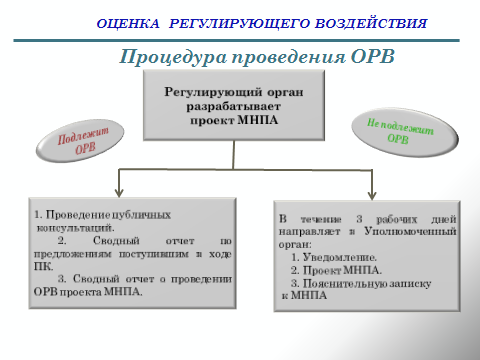 ОЦЕНКА РЕГУЛИРУЮЩЕГО ВОЗДЕЙСТВИЯ
Процедура проведения ОРВ
Регулирующий орган
разрабатывает
проект МНПА
Подлежит
ОРВ
Не подлежит
ОРВ
1. Проведение публичных
консультаций.
2. Сводный отчет по
предложениям поступившим в ходе
ПК.
3. Сводный отчет о проведении
ОРВ проекта МНПА.
В течение 3 рабочих дней
направляет в Уполномоченный
орган:
1. Уведомление.
2. Проект МНПА.
3. Пояснительную записку
к МНПА